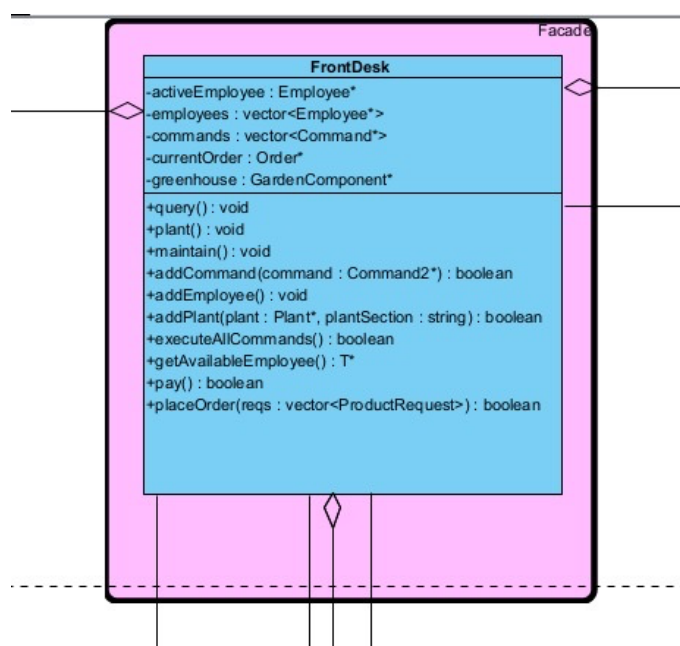 Facade
FrontDesk
-activeEmployee : Employee*
-employees : vector<Employee*>
-commands : vector<Command*>
-currentOrder : Order*
-greenhouse : GardenComponent*
+query() : void
+plant() : void
+maintain() : void
+addCommand(command : Command2*) : boolean
+addEmployee() : void
+addPlant(plant : Plant*, plantSection : string) : boolean
+executeAllCommands() : boolean
+getAvailableEmployee() : T*
+pay() : boolean
+placeOrder(reqs : vector<ProductRequest>) : boolean